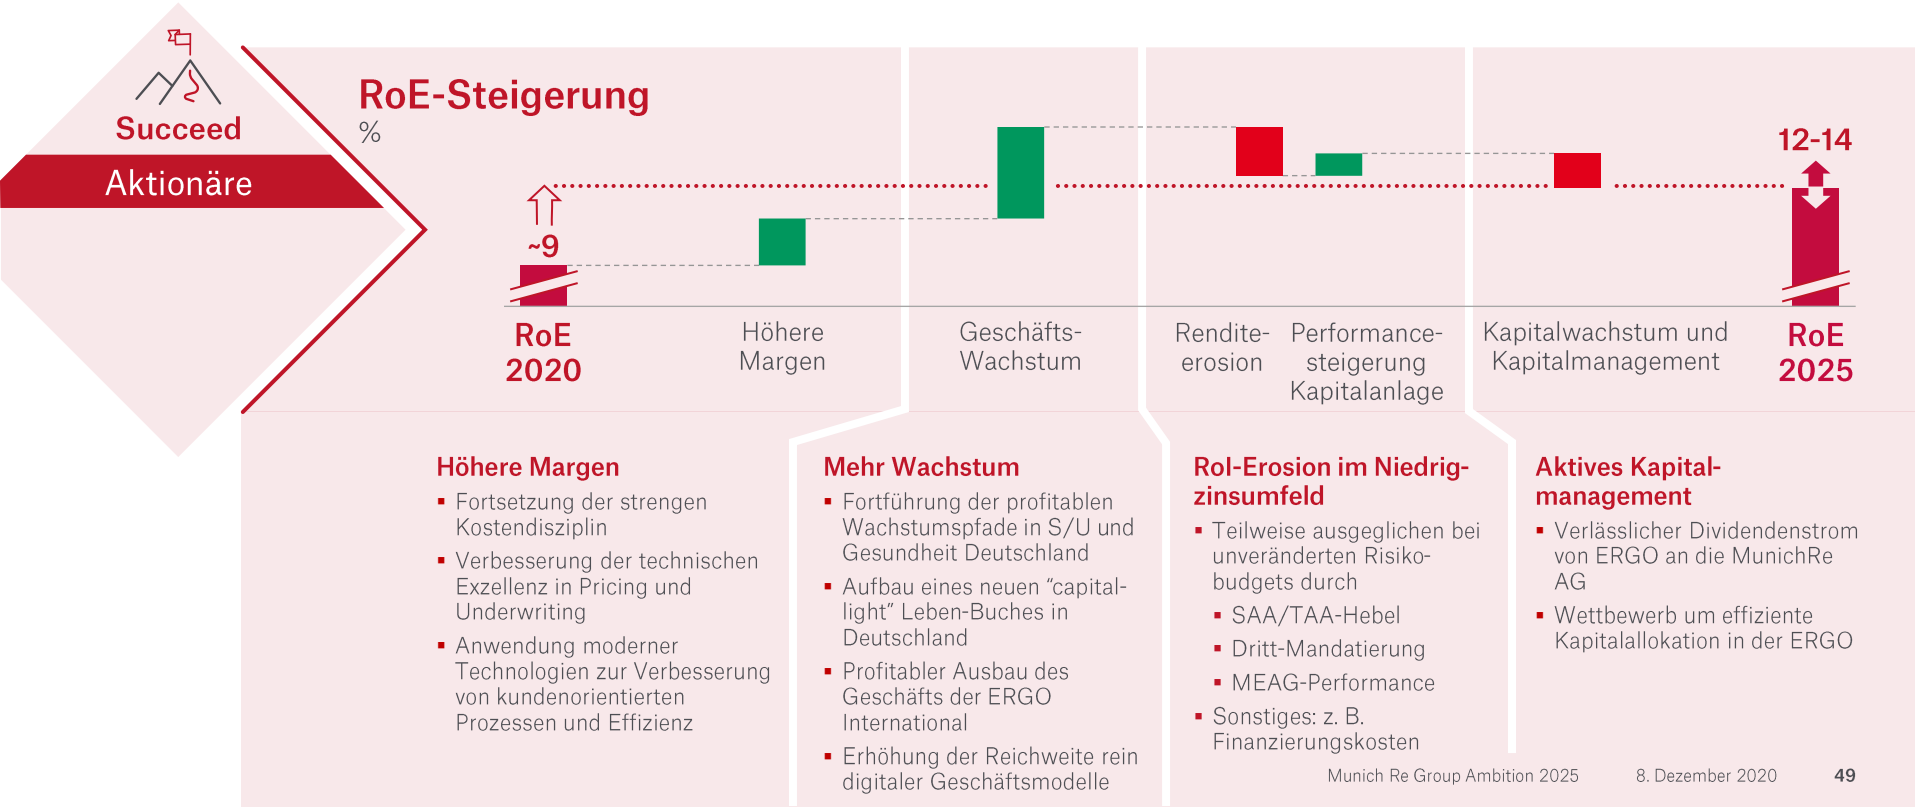 Succeed
Aktionäre
RoE-Steigerung
%
~9
12-14
RoE
2020
Höhere
Margen
Geschäfts-
Wachstum
Rendite-
erosion
Performance-
steigerung
Kapitalanlage
Kapitalwachstum und
Kapitalmanagement
RoE
2025
Höhere Margen
▪ Fortsetzung der strengen
Kostendisziplin
▪ Verbesserung der technischen
Exzellenz in Pricing und
Underwriting
▪ Anwendung moderner
Technologien zur Verbesserung
von kundenorientierten
Prozessen und Effizienz
Mehr Wachstum
▪ Fortführung der profitablen
Wachstumspfade in S/U und
Gesundheit Deutschland
▪ Aufbau eines neuen “capital-
light” Leben-Buches in
Deutschland
▪ Profitabler Ausbau des
Geschäfts der ERGO
International
▪ Erhöhung der Reichweite rein
digitaler Geschäftsmodelle
RoI-Erosion im Niedrig-
zinsumfeld
▪ Teilweise ausgeglichen bei
unveränderten Risiko-
budgets durch
▪ SAA/TAA-Hebel
▪ Dritt-Mandatierung
▪ MEAG-Performance
▪ Sonstiges: z. B.
Finanzierungskosten
Aktives Kapital-
management
▪ Verlässlicher Dividendenstrom
von ERGO an die MunichRe
AG
▪ Wettbewerb um effiziente
Kapitalallokation in der ERGO
Munich Re Group Ambition 2025 8. Dezember 2020 49